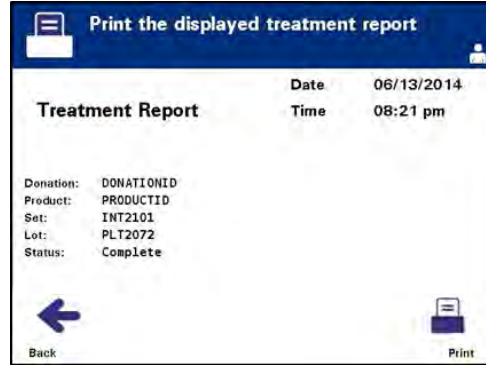 Print the displayed treatment report
Date 06/13/2014
Treatment Report Time 08:21 pm
Donation: DONATIONID
Product: PRODUCTID
Set: INT2101
Lot: PLT2072
Status: Complete
Back Print